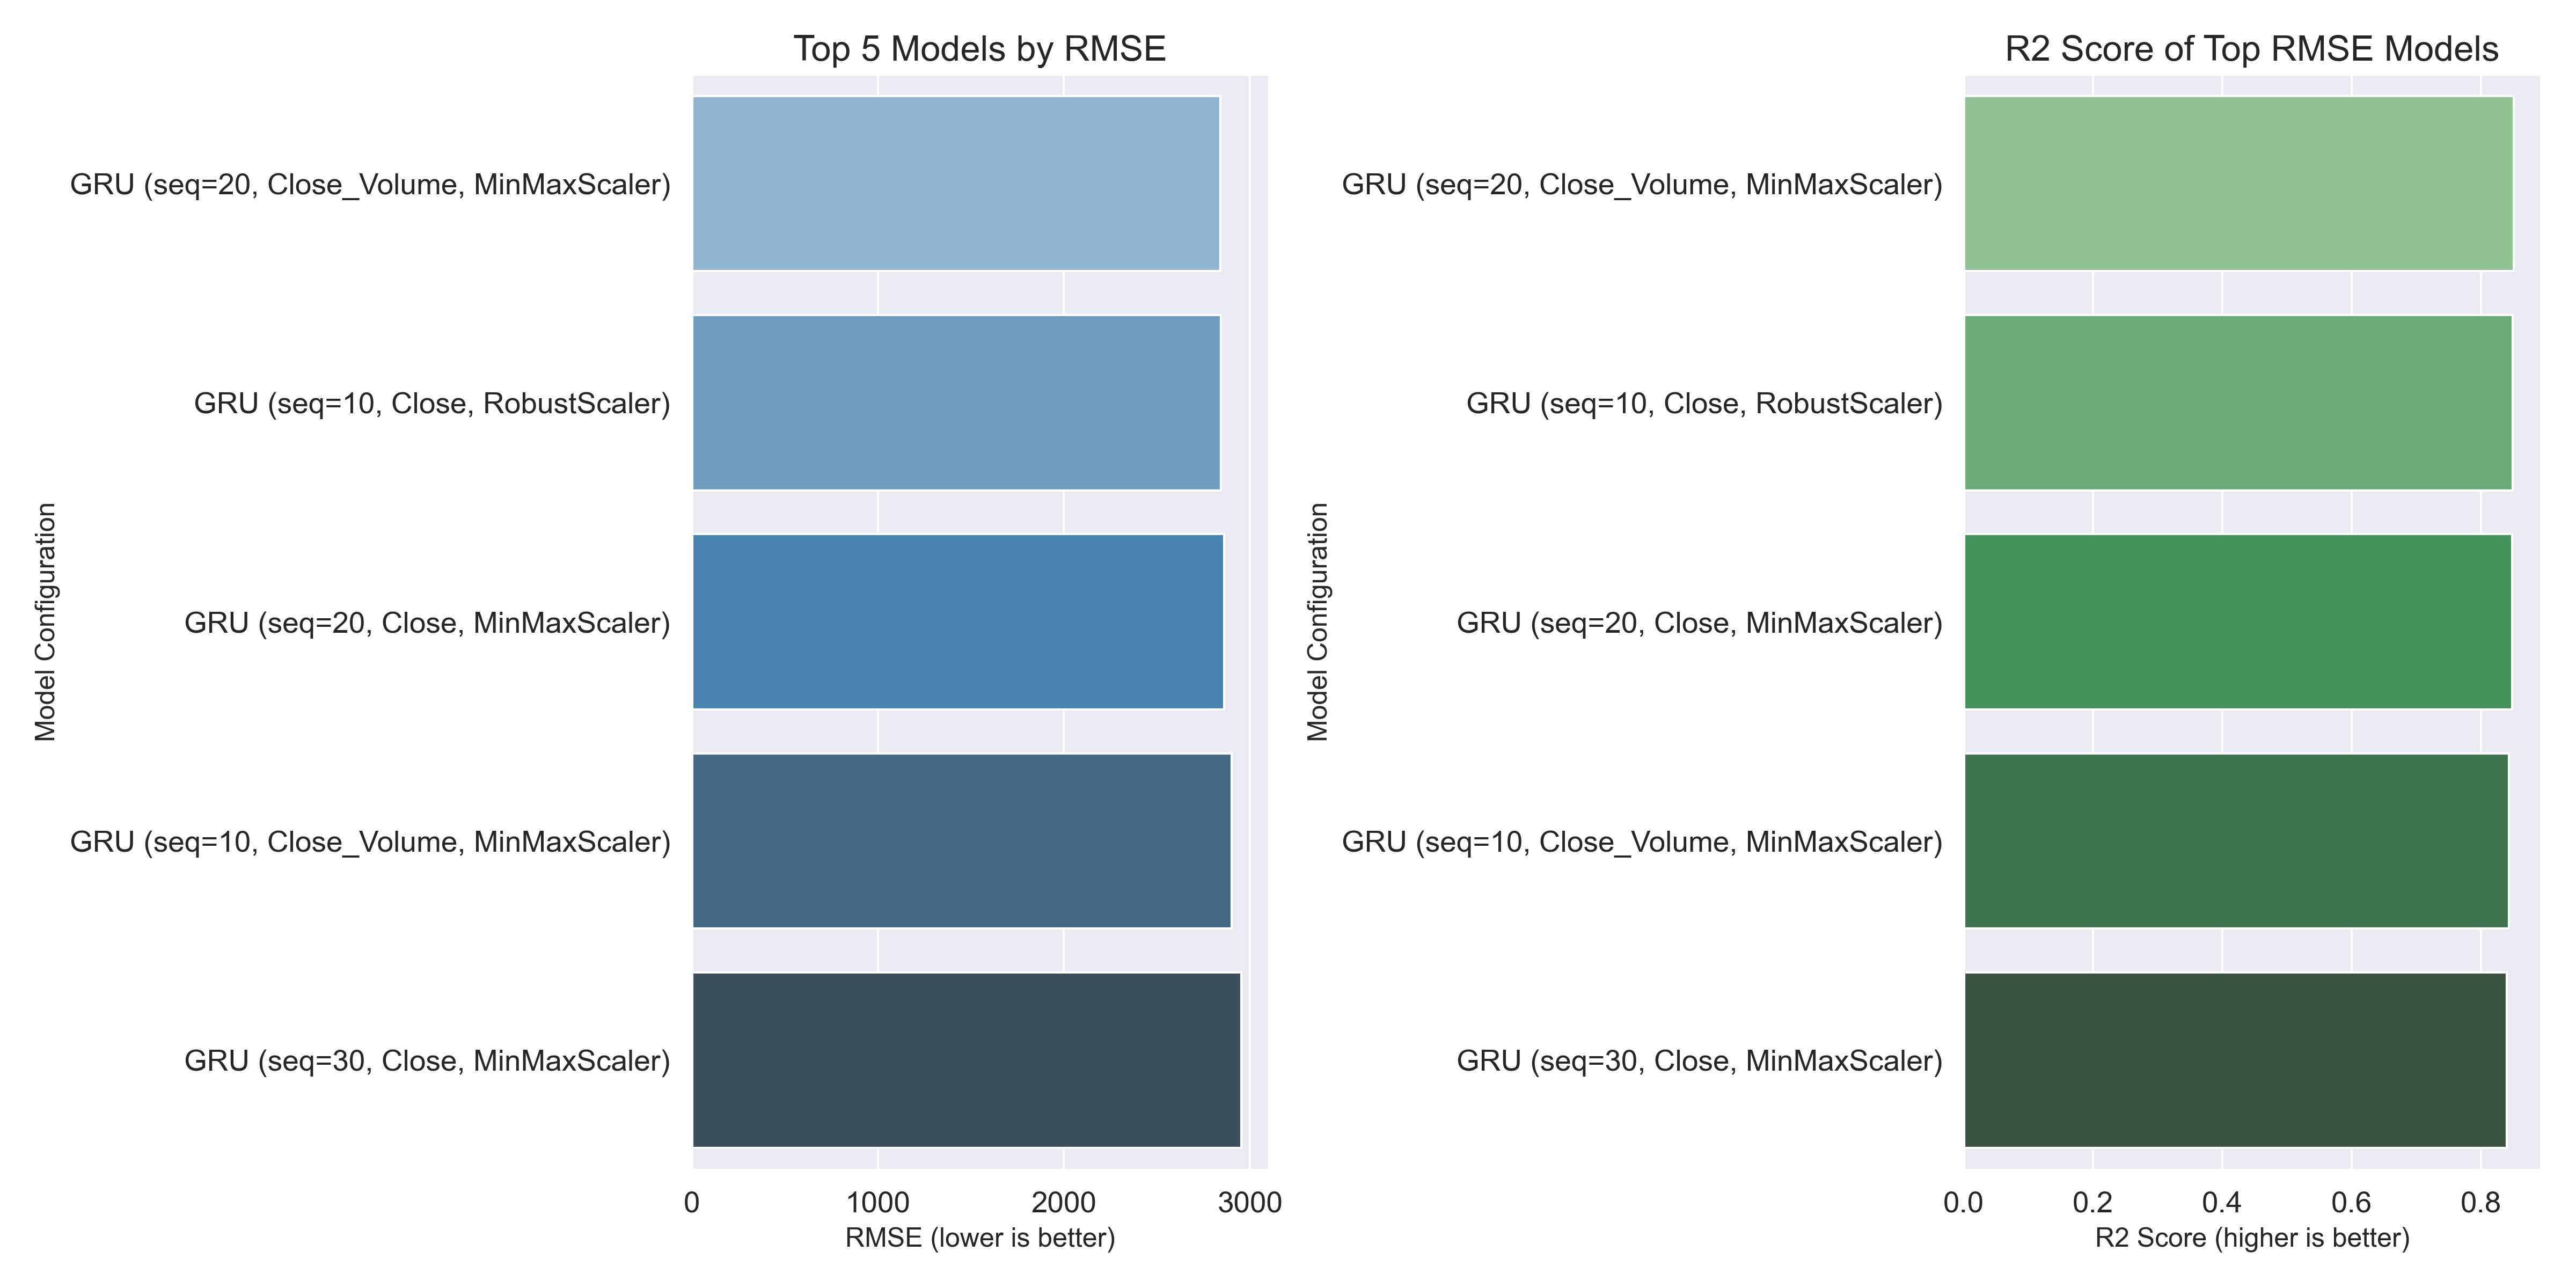 Top 5 Models by RMSE
Model Configuration
GRU (seq=20, Close_Volume, MinMaxScaler)
GRU (seq=10, Close, RobustScaler)
GRU (seq=20, Close, MinMaxScaler)
GRU (seq=10, Close_Volume, MinMaxScaler)
GRU (seq=30, Close, MinMaxScaler)
0 1000 2000 3000
RMSE (lower is better)
R2 Score of Top RMSE Models
Model Configuration
GRU (seq=20, Close_Volume, MinMaxScaler)
GRU (seq=10, Close, RobustScaler)
GRU (seq=20, Close, MinMaxScaler)
GRU (seq=10, Close_Volume, MinMaxScaler)
GRU (seq=30, Close, MinMaxScaler)
0.0 0.2 0.4 0.6 0.8
R2 Score (higher is better)